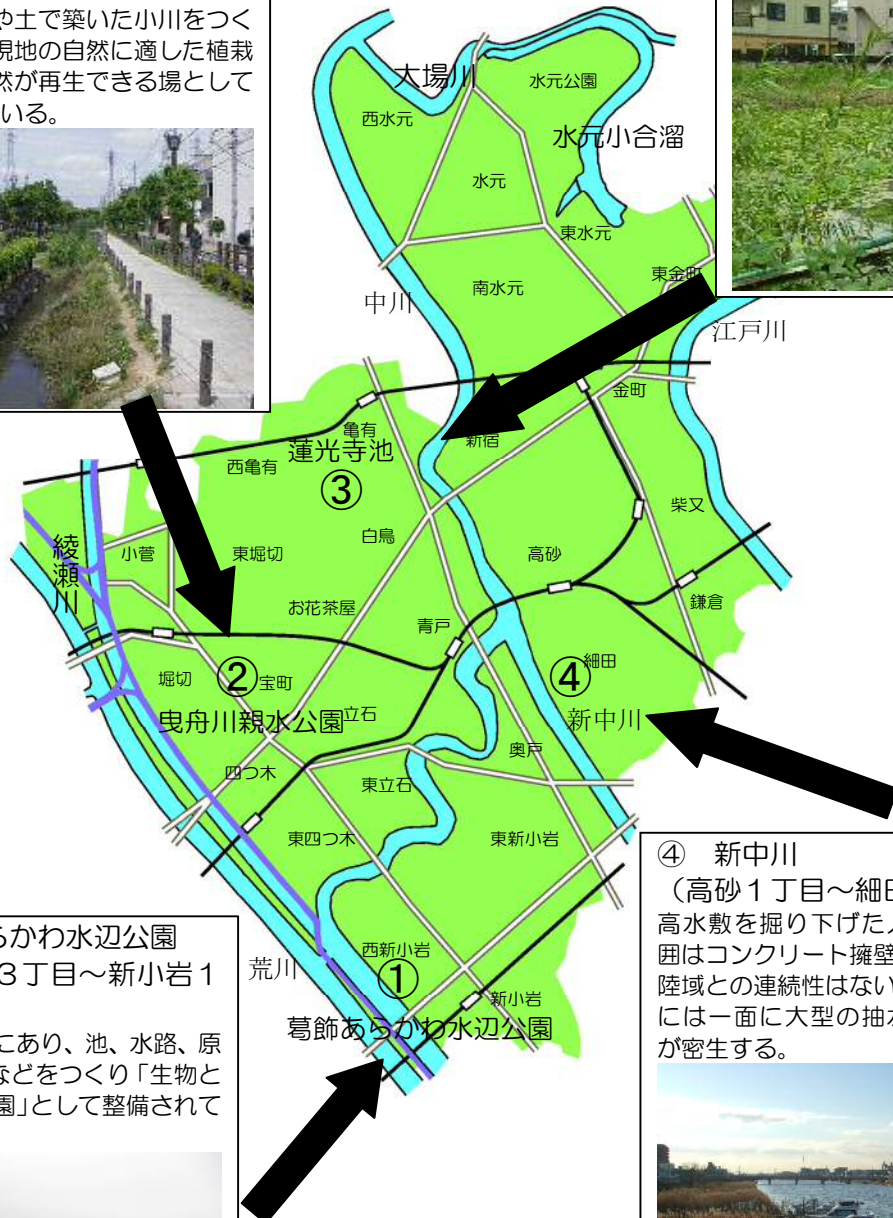 や土で築いた小川をつく
現地の自然に適した植栽
然が再生できる場として
いる。
大場川
水元公園
西水元
水元小合溜
水元
東水元
南水元
東金町
中川
江戸川
金町
亀有
新宿
西亀有
蓮光寺池
③
柴又
白鳥
綾瀬川
小菅
東堀切
高砂
お花茶屋
鎌倉
青戸
細田
④
堀切
②
宝町
新中川
曳舟川親水公園
立石
奥戸
四つ木
東立石
東四つ木
東新小岩
西新小岩
荒川
①
新小岩
葛飾あらかわ水辺公園
らかわ水辺公園
３丁目～新小岩１
にあり、池、水路、原
などをつくり「生物と
園」として整備されて
④　新中川
（高砂１丁目～細田
高水敷を掘り下げた
囲はコンクリート擁壁
陸域との連続性はない
には一面に大型の抽
が密生する。